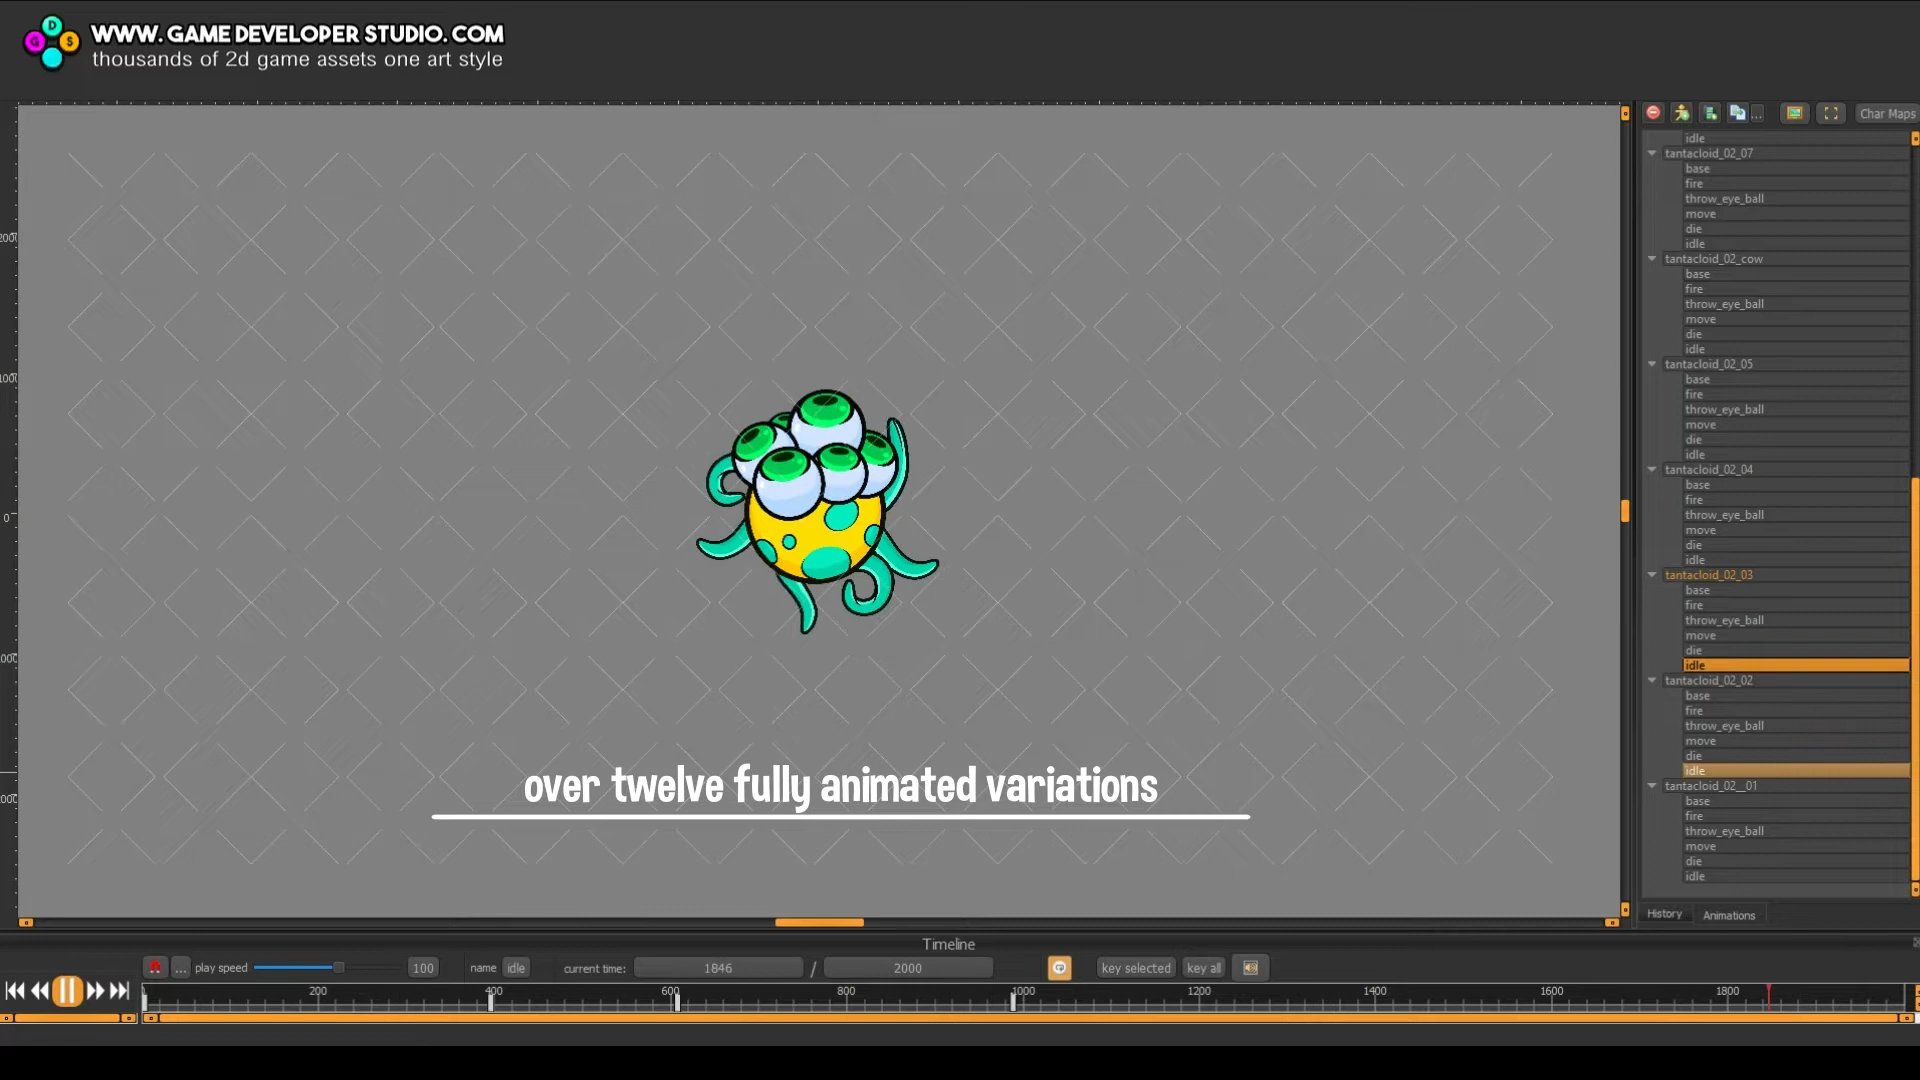 WWW. GAME DEVELOPER STUDIO. COM
thousands of 2d game assets one art style
G D $
Char Maps
idle
tantacloid_02_07
base
fire
throw_eye_ball
move
die
idle
tantacloid_02_cow
base
fire
throw_eye_ball
move
die
idle
tantacloid_02_05
base
fire
throw_eye_ball
move
die
idle
tantacloid_02_04
base
fire
throw_eye_ball
move
die
idle
tantacloid_02_03
base
fire
throw_eye_ball
move
die
idle
tantacloid_02_02
base
fire
throw_eye_ball
move
die
idle
tantacloid_02__01
base
fire
throw_eye_ball
move
die
idle
History Animations
0
over twelve fully animated variations
Timeline
... play speed 100 name idle current time: 1846 / 2000 key selected key all
200 400 600 800 1000 1200 1400 1600 1800